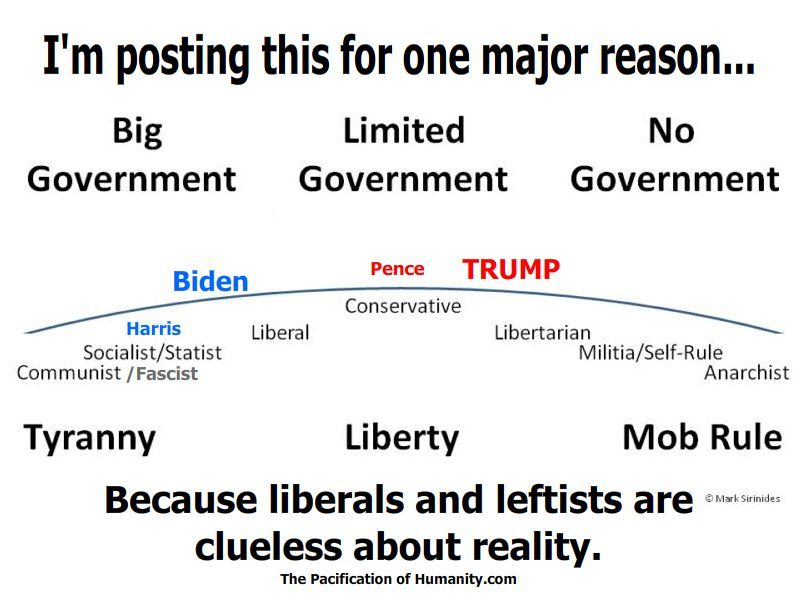 I'm posting this for one major reason...
Big Limited No
Government Government Government
Biden Pence TRUMP
Conservative
Harris Liberal Libertarian
Socialist/Statist Militia/Self-Rule
Communist /Fascist Anarchist
Tyranny Liberty Mob Rule
Because liberals and leftists are
© Mark Sirinides
clueless about reality.
The Pacification of Humanity.com